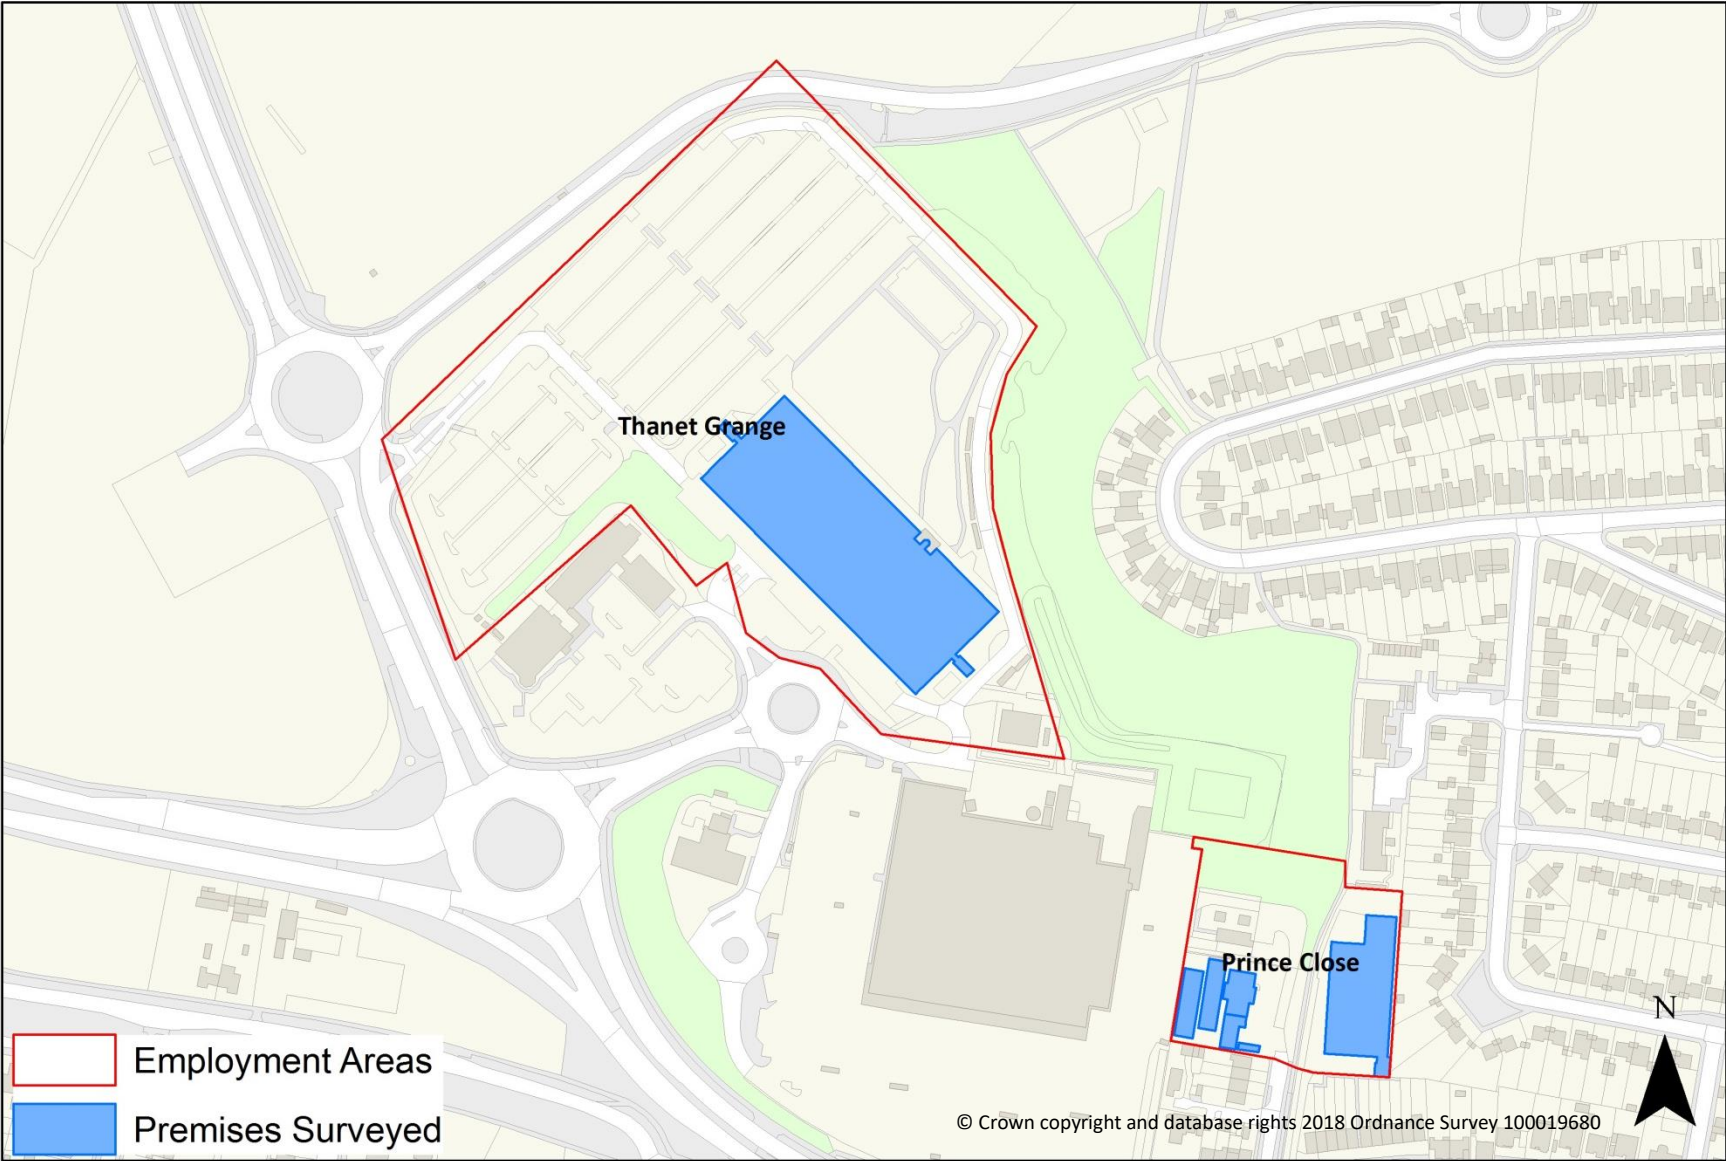 Thanet Grange
Prince Close
N
Employment Areas
Premises Surveyed
© Crown copyright and database rights 2018 Ordnance Survey 100019680